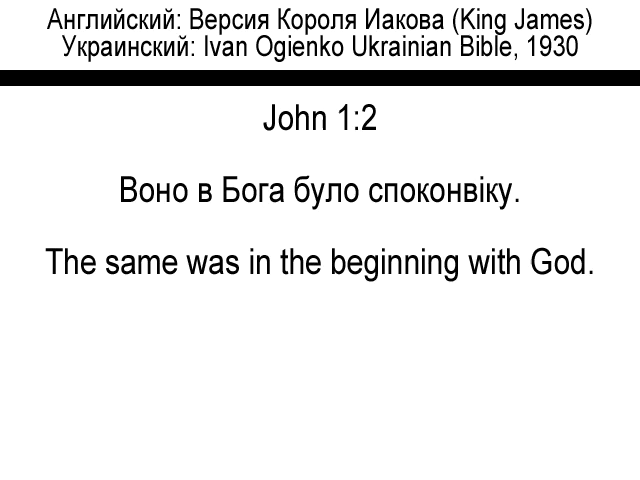 Английский: Версия Короля Иакова (King James)
Украинский: Ivan Ogienko Ukrainian Bible, 1930
John 1:2
Воно в Бога було споконвіку.
The same was in the beginning with God.